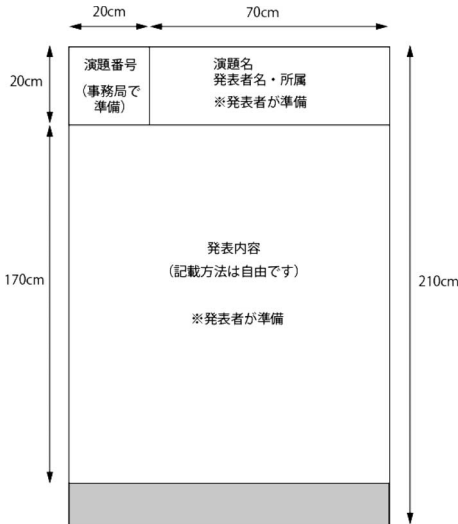 20cm
70cm
20cm
演題番号
(事務局で
準備)
演題名
発表者名・所属
※発表者が準備
170cm
発表内容
(記載方法は自由です)
※発表者が準備
210cm